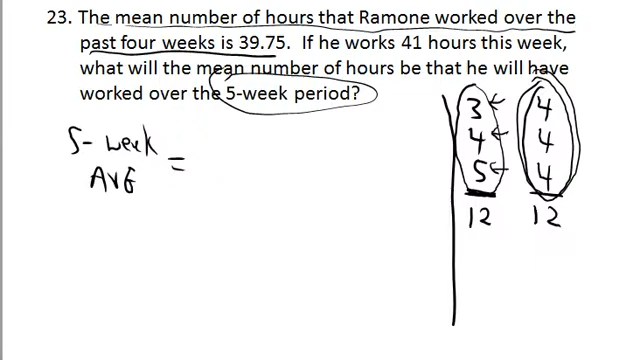 23. The mean number of hours that Ramone worked over the
past four weeks is 39.75. If he works 41 hours this week,
what will the mean number of hours be that he will have
worked over the 5-week period?
5- week
AVG =
3 4
4 4
5 4
12 12